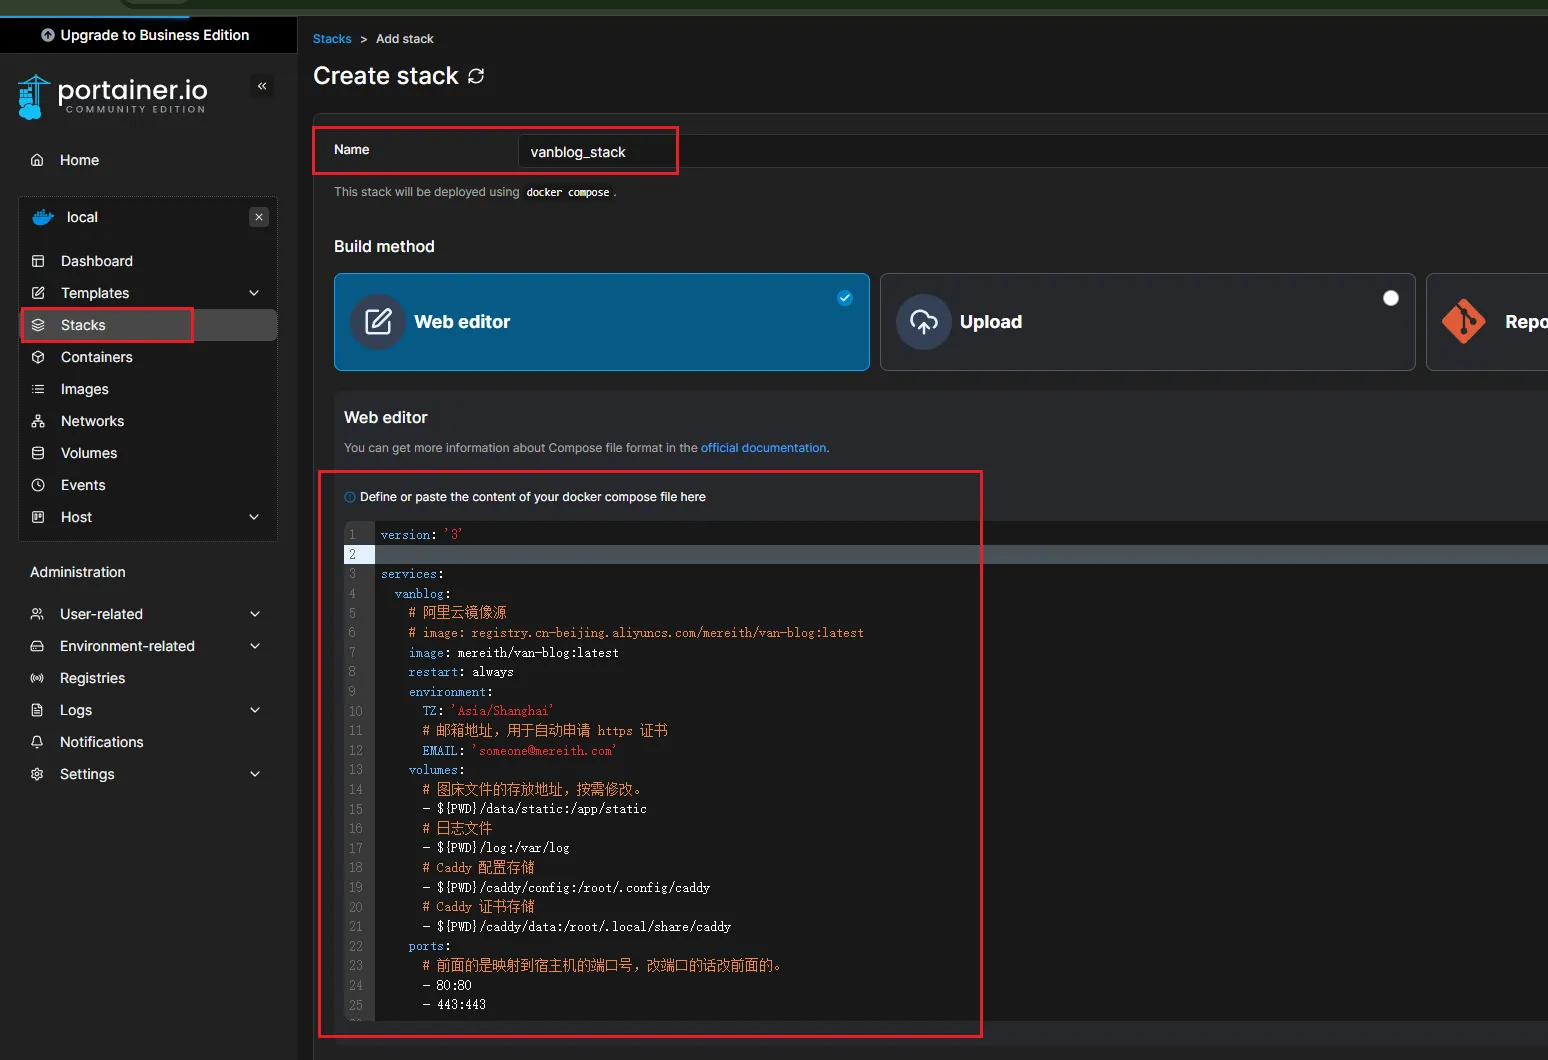 Upgrade to Business Edition
portainer.io
COMMUNITY EDITION
Home
local
Dashboard
Templates
Stacks
Containers
Images
Networks
Volumes
Events
Host
Administration
User-related
Environment-related
Registries
Logs
Notifications
Settings
Stacks > Add stack
Create stack
Name
vanblog_stack
This stack will be deployed using docker compose.
Build method
Web editor
Upload
Repo
Web editor
You can get more information about Compose file format in the official documentation.
Define or paste the content of your docker compose file here
1 version: '3'
2
3 services:
4 vanblog:
5 # 阿里云镜像源
6 # image: registry.cn-beijing.aliyuncs.com/mereith/van-blog:latest
7 image: mereith/van-blog:latest
8 restart: always
9 environment:
10 TZ: 'Asia/Shanghai'
11 # 邮箱地址，用于自动申请 https 证书
12 EMAIL: 'someone@mereith.com'
13 volumes:
14 # 图床文件的存放地址，按需修改。
15 - ${PWD}/data/static:/app/static
16 # 日志文件
17 - ${PWD}/log:/var/log
18 # Caddy 配置存储
19 - ${PWD}/caddy/config:/root/.config/caddy
20 # Caddy 证书存储
21 - ${PWD}/caddy/data:/root/.local/share/caddy
22 ports:
23 # 前面的是映射到宿主机的端口号，改端口的话改前面的。
24 - 80:80
25 - 443:443